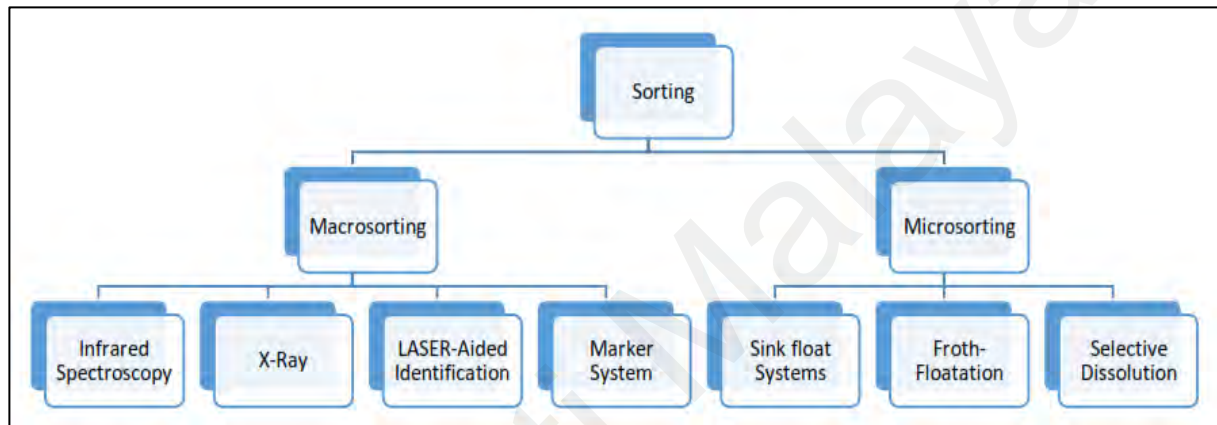 Sorting
Macrosorting
Microsorting
Infrared
Spectroscopy
X-Ray
LASER-Aided
Identification
Marker
System
Sink float
Systems
Froth-
Floatation
Selective
Dissolution